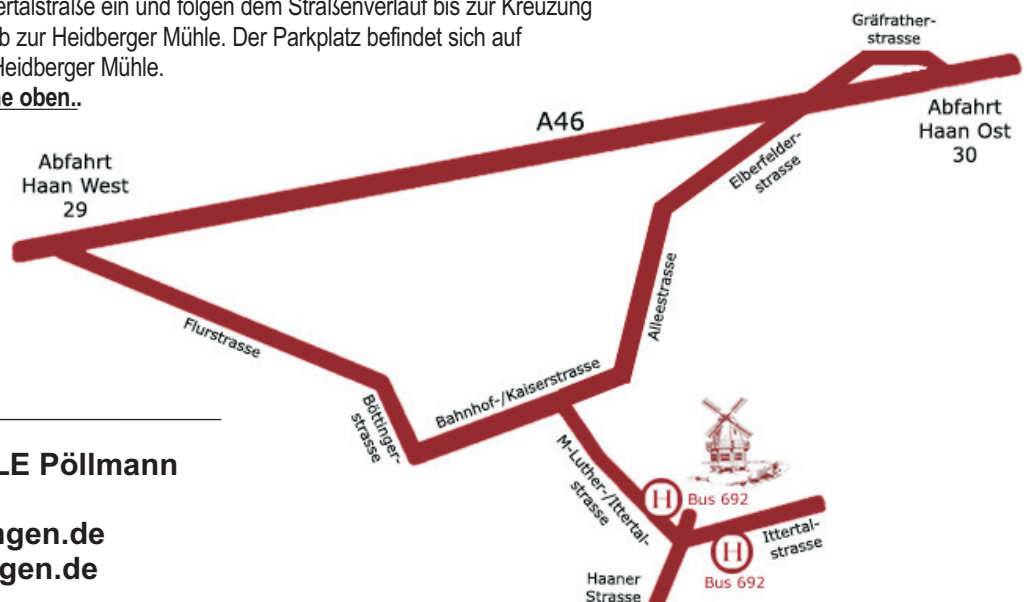 ertalstraße ein und folgen dem Straßenverlauf bis zur Kreuzung
b zur Heidberger Mühle. Der Parkplatz befindet sich auf
Heidberger Mühle.
e oben..
Gräfrather-
strasse
A46
Abfahrt
Haan Ost
30
Abfahrt
Haan West
29
Elberfelder-
strasse
Alleestrasse
Flurstrasse
Bahnhof-/Kaiserstrasse
Böttinger-
strasse
M-Luther-/Ittertal-
strasse
H Bus 692
Ittertal-
strasse
H
Bus 692
Haaner
Strasse
LE Pöllmann
ngen.de
gen.de